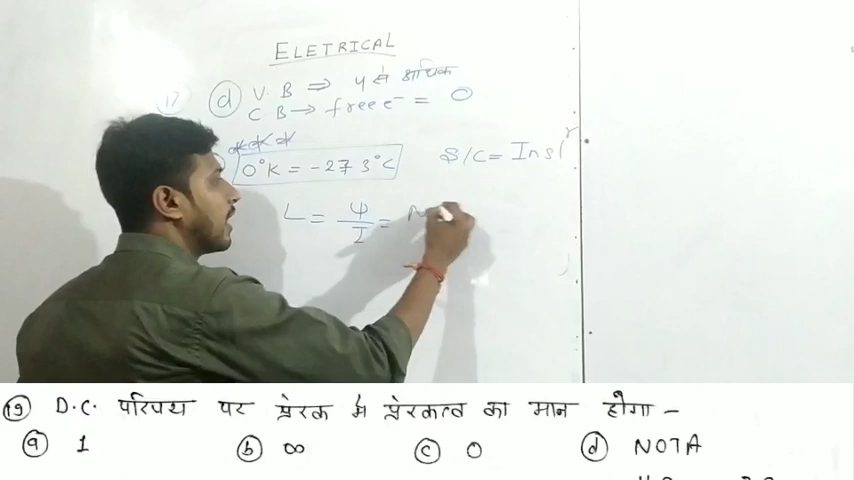 ELETRICAL
17 (d) V.B ⇒ 4 से अधिक
C.B → free e⁻ = 0
0°K = -273°C S/C = Insl^r
L = ψ/I = N
(19) D.C. परिपथ पर प्रेरक में प्रेरकत्व का मान होगा -
(a) 1 (b) ∞ (c) 0 (d) NOTA